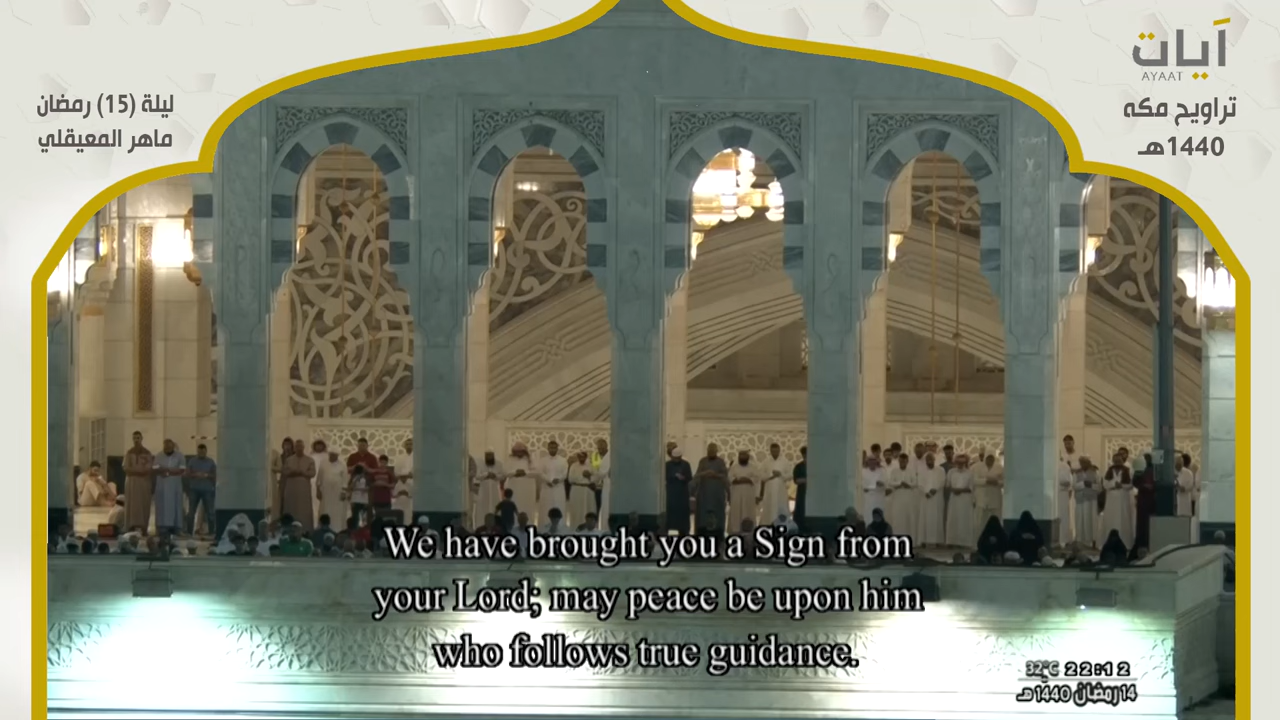 آيات
AYAAT
تراويح مكه
1440هـ
ليلة (15) رمضان
ماهر المعيقلي
We have brought you a Sign from
your Lord; may peace be upon him
who follows true guidance.
32°C 22:12
14 رمضان 1440هـ